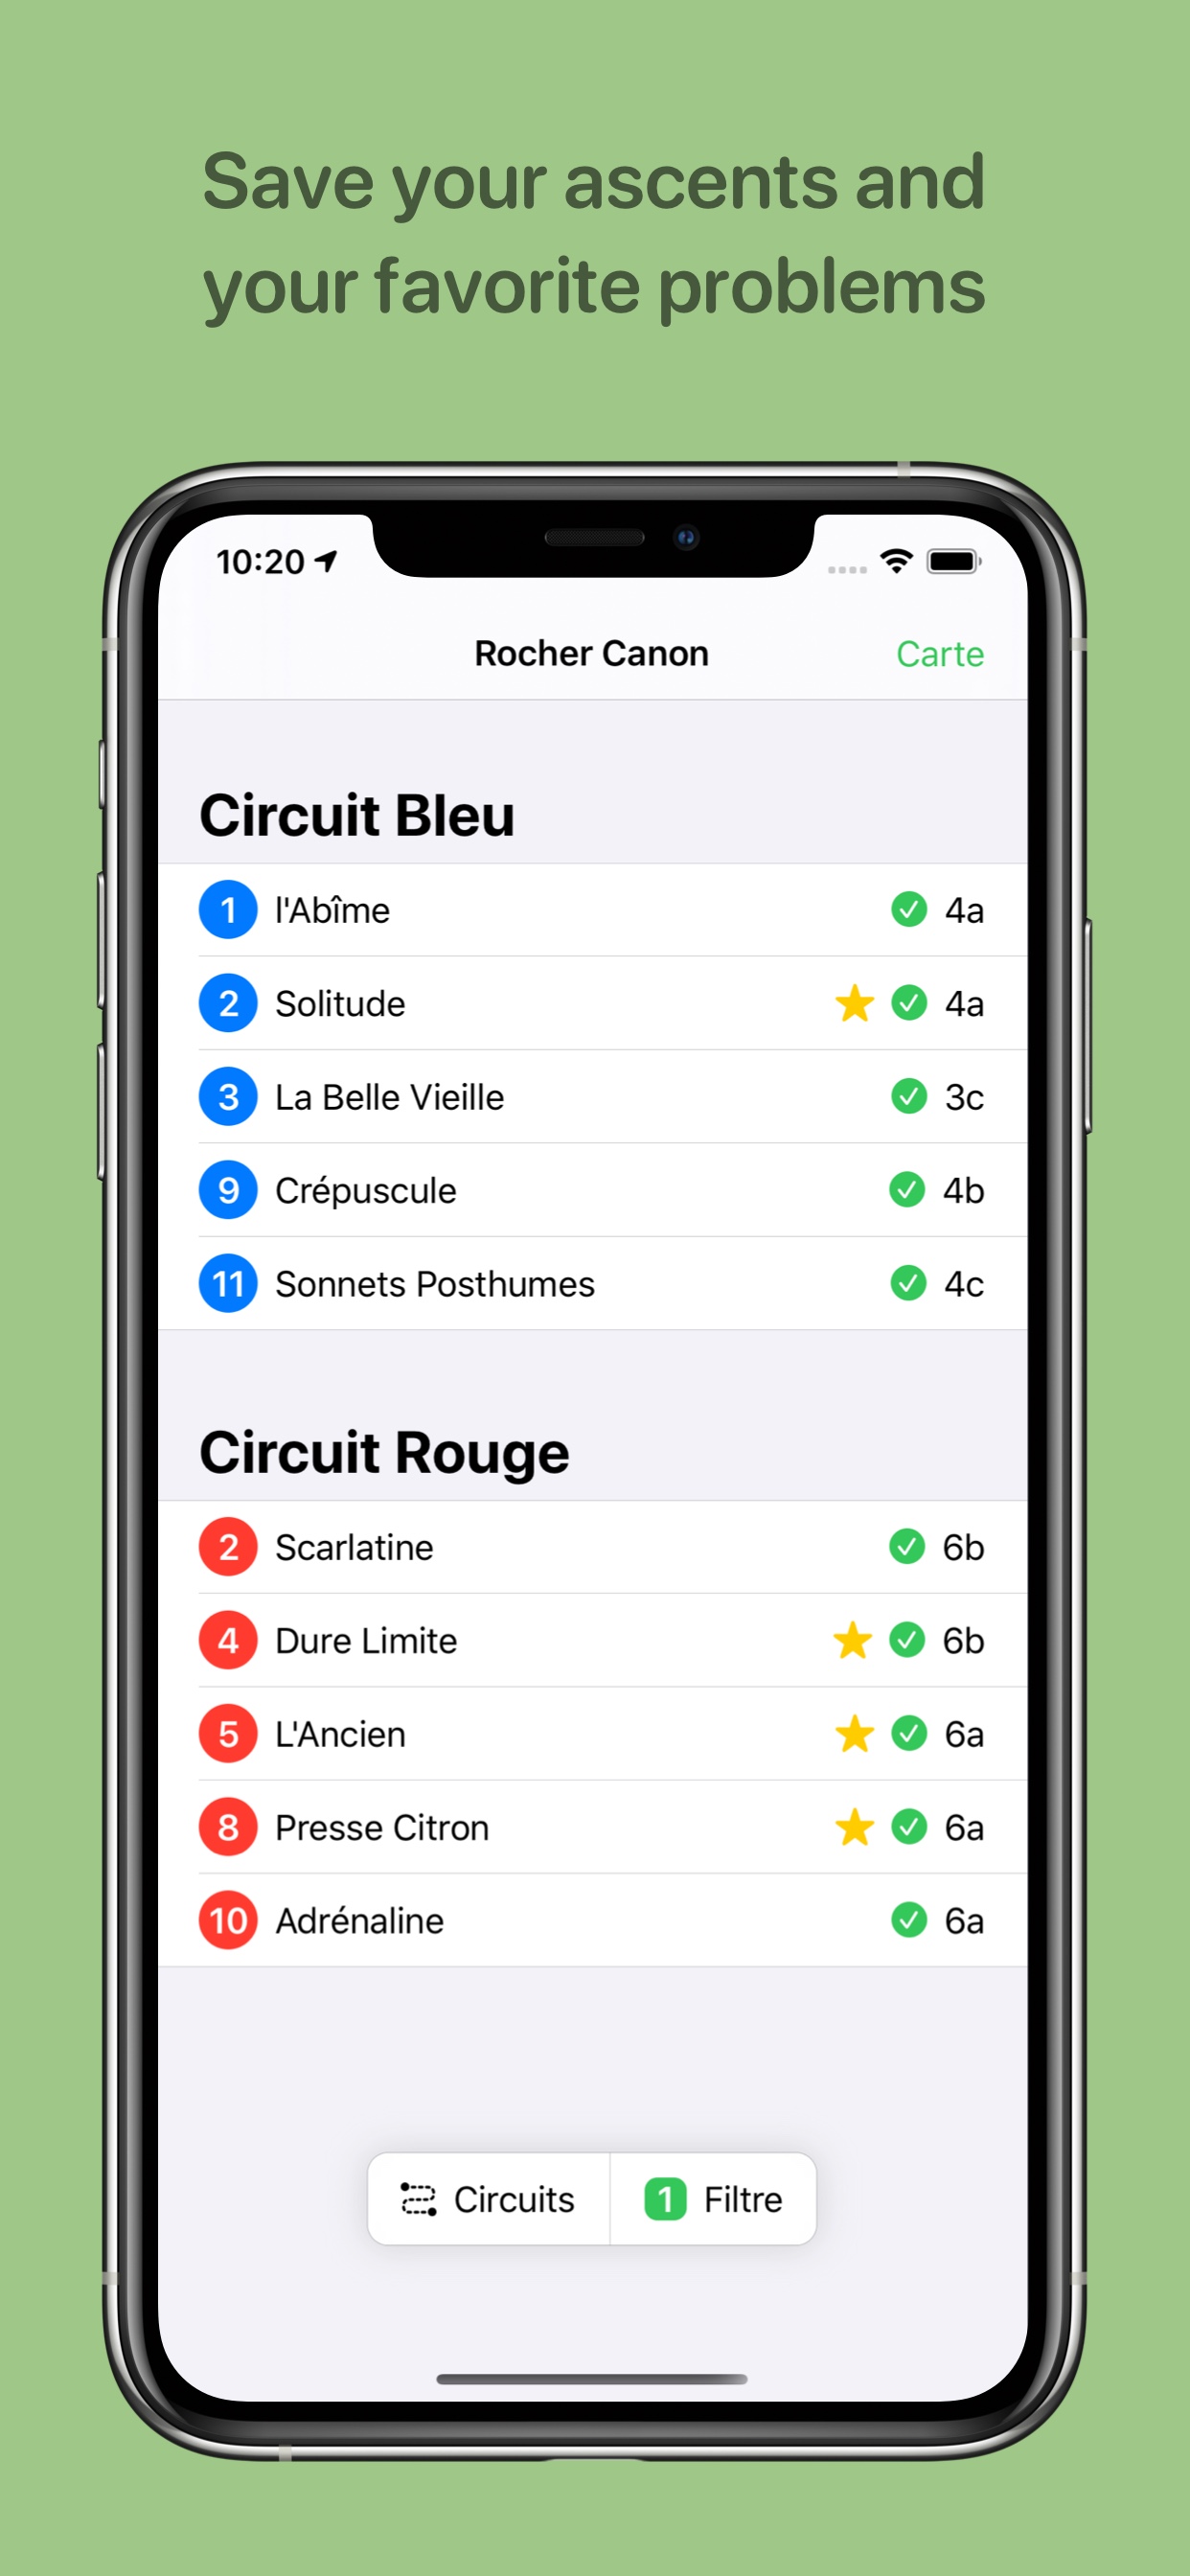 Save your ascents and
your favorite problems
10:20
Rocher Canon
Carte
Circuit Bleu
1 l'Abîme 4a
2 Solitude 4a
3 La Belle Vieille 3c
9 Crépuscule 4b
11 Sonnets Posthumes 4c
Circuit Rouge
2 Scarlatine 6b
4 Dure Limite 6b
5 L'Ancien 6a
8 Presse Citron 6a
10 Adrénaline 6a
Circuits
1 Filtre